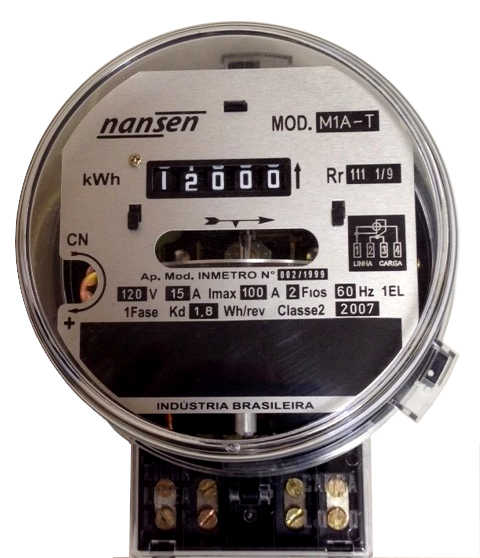 nansen
MOD. M1A-T
kWh 12000 Rr 111 1/9
CN
1 2 3 4
LINHA CARGA
Ap. Mod. INMETRO Nº 002/1999
120 V 15 A Imax 100 A 2 Fios 60 Hz 1EL
1Fase Kd 1,8 Wh/rev Classe2 2007
+
INDÚSTRIA BRASILEIRA